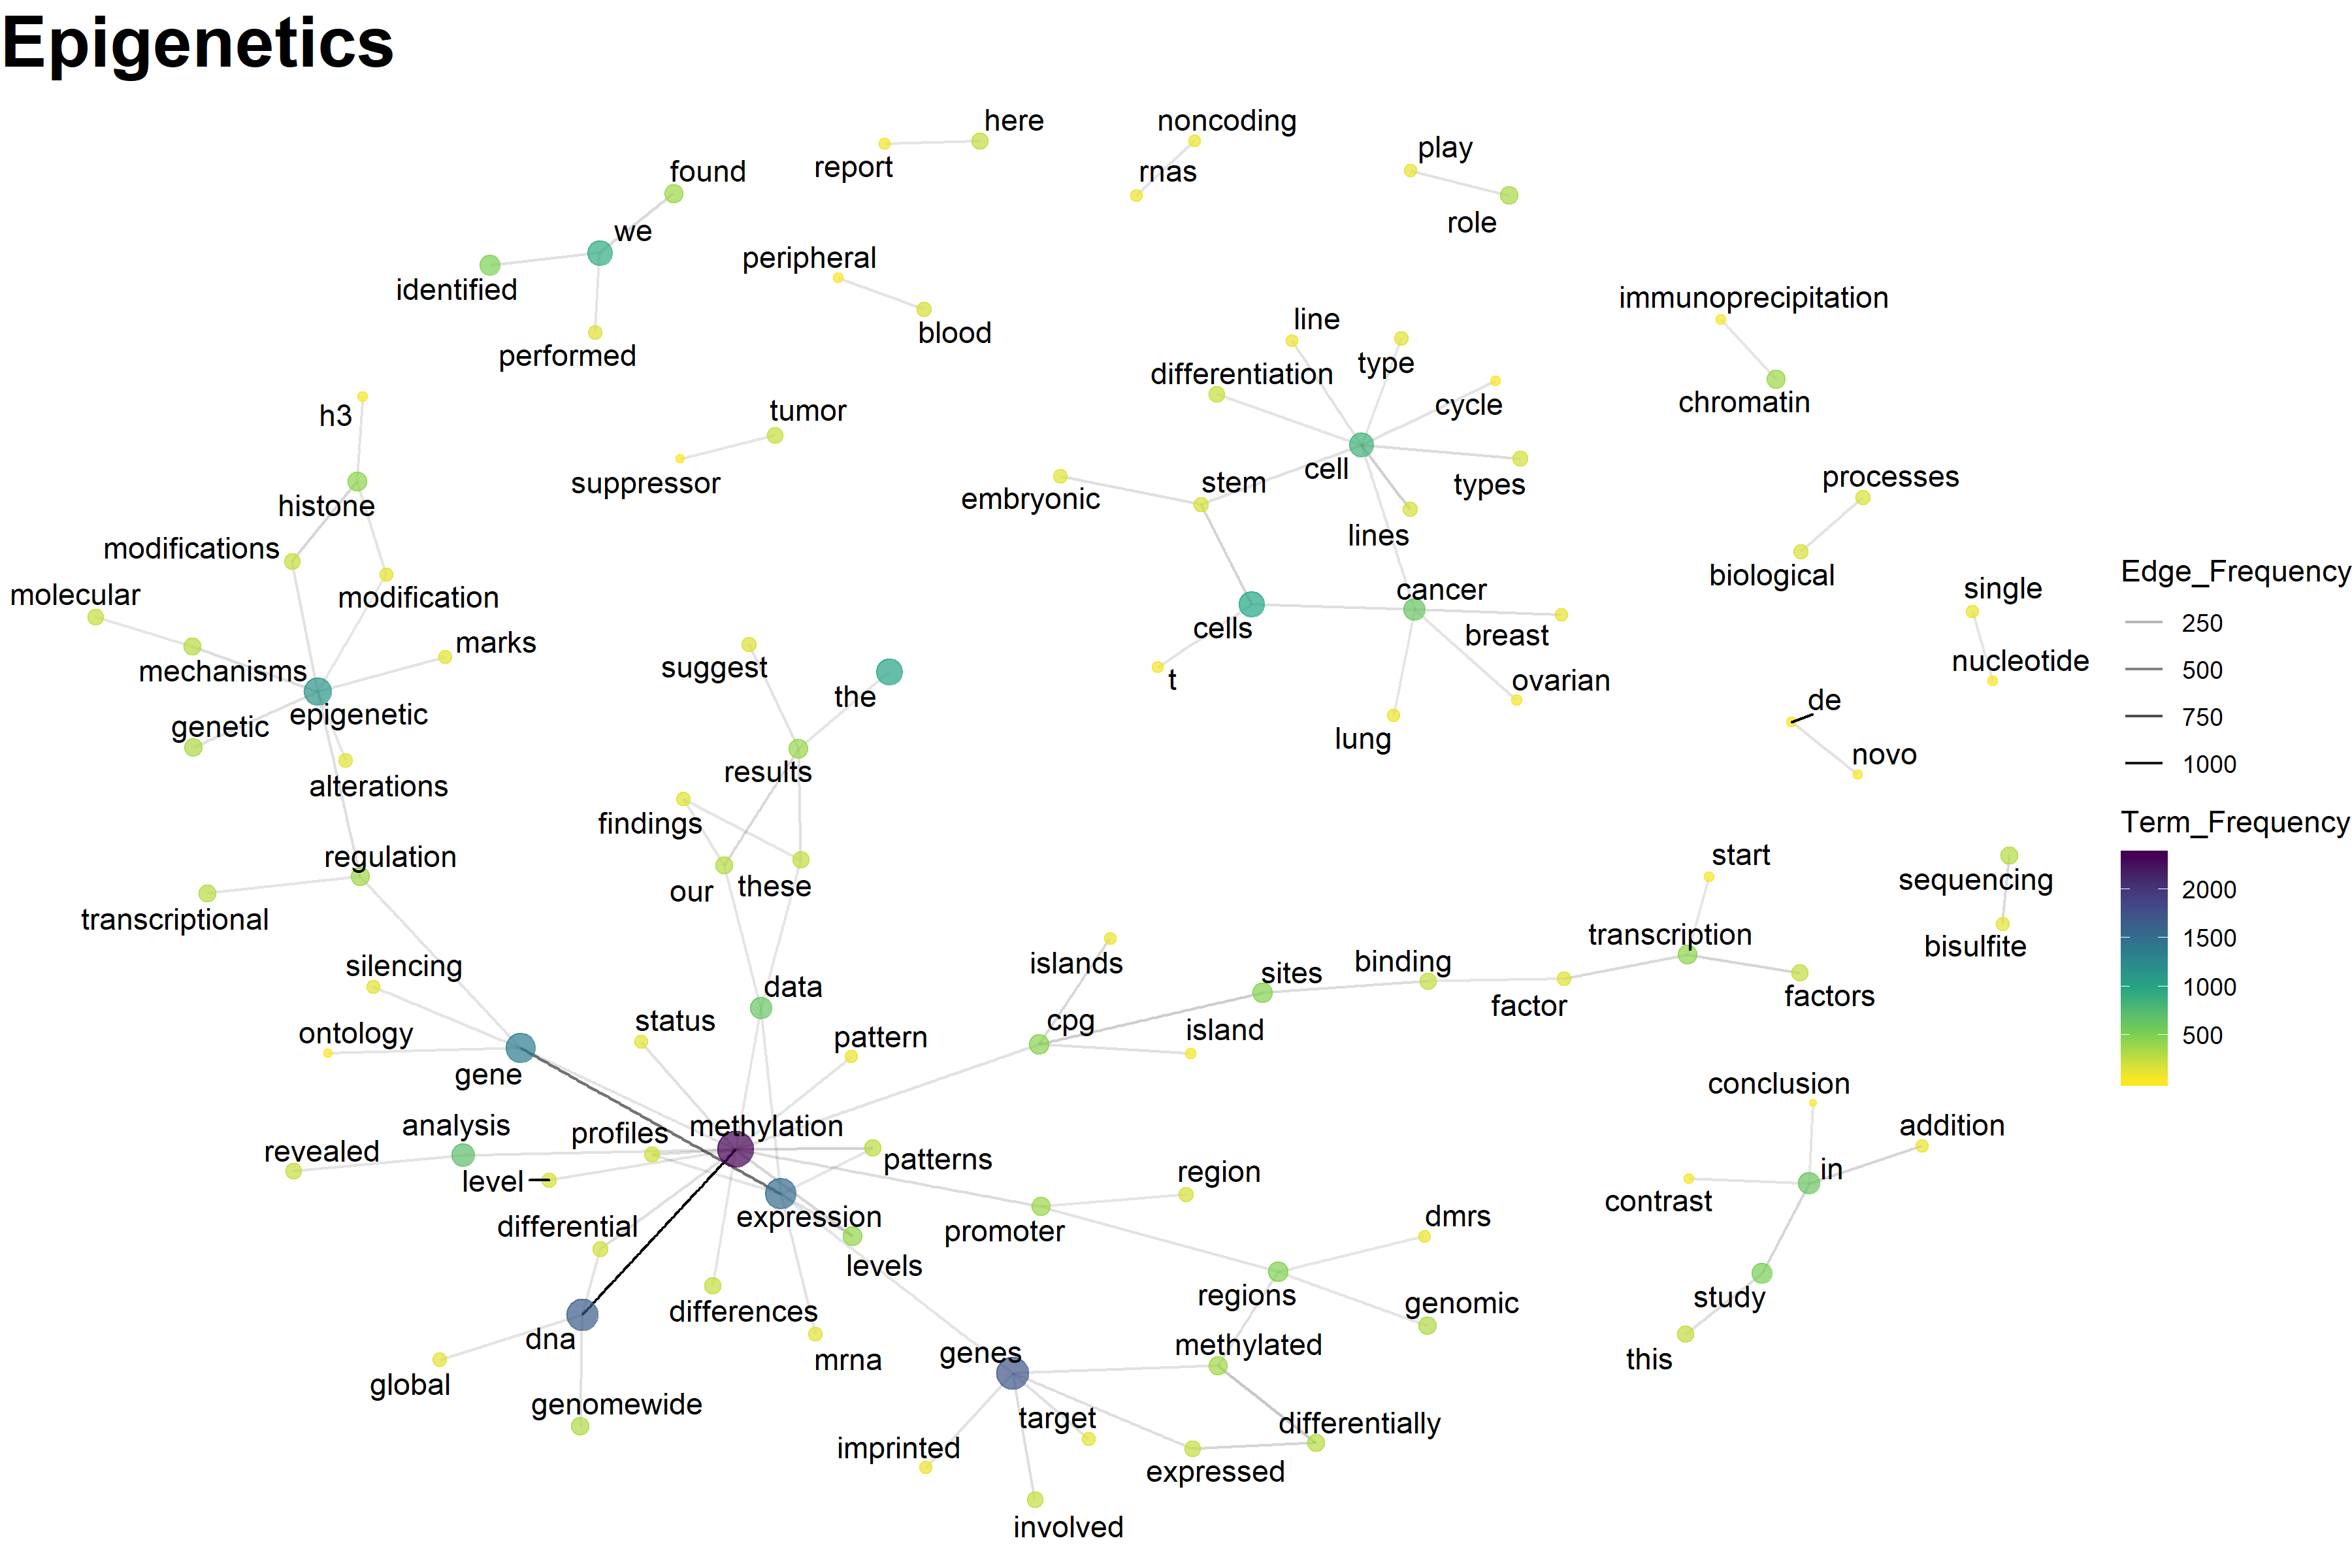 Epigenetics
here
noncoding
report
rnas
play
found
role
we
identified
peripheral
performed
blood
immunoprecipitation
chromatin
line
type
differentiation
cycle
h3
tumor
suppressor
cell
types
stem
embryonic
lines
histone
processes
biological
modifications
molecular
modification
cancer
cells
breast
single
nucleotide
mechanisms
marks
suggest
the
t
ovarian
lung
de
novo
genetic
epigenetic
results
alterations
findings
regulation
our
these
transcriptional
start
transcription
sequencing
bisulfite
silencing
islands
sites
binding
factor
factors
data
ontology
status
pattern
cpg
island
gene
conclusion
addition
analysis
profiles
methylation
revealed
level
patterns
region
in
contrast
differential
expression
promoter
dmrs
levels
regions
genomic
study
this
differences
dna
mrna
genes
methylated
global
genomewide
target
differentially
imprinted
expressed
involved
Edge_Frequency
250
500
750
1000
Term_Frequency
2000
1500
1000
500